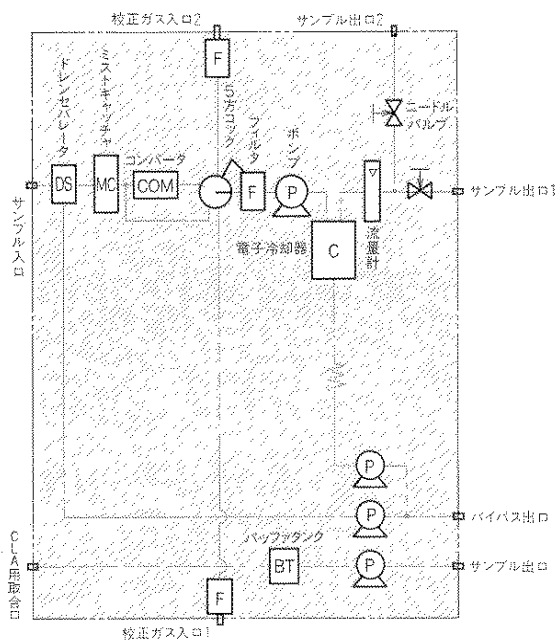 校正ガス入口2
サンプル出口2
F
ドレンセパレータ
ミストキャッチャ
コンバータ
5方コック
フィルタ
ポンプ
ニードル
バルブ
DS
MC
COM
F
P
サンプル出口1
サンプル入口
電子冷却器
C
流量計
P
P
バイパス出口
CLA用取合口
バッファタンク
BT
P
サンプル出口
F
校正ガス入口1